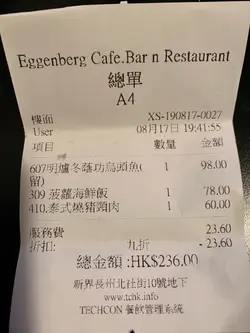 Eggenberg Cafe.Bar n Restaurant
總單
A4
樓面 XS-190817-0027
User 08月17日 19:41:55
項目 數量 金額
607明爐冬蔭功烏頭魚( 1 98.00
留)
309 菠蘿海鮮飯 1 78.00
410.泰式燒豬頸肉 1 60.00
服務費 23.60
折扣: 九折 -23.60
總金額 :HK$236.00
新界長州北社街10號地下
www.tchk.info
TECHCON 餐飲管理系統